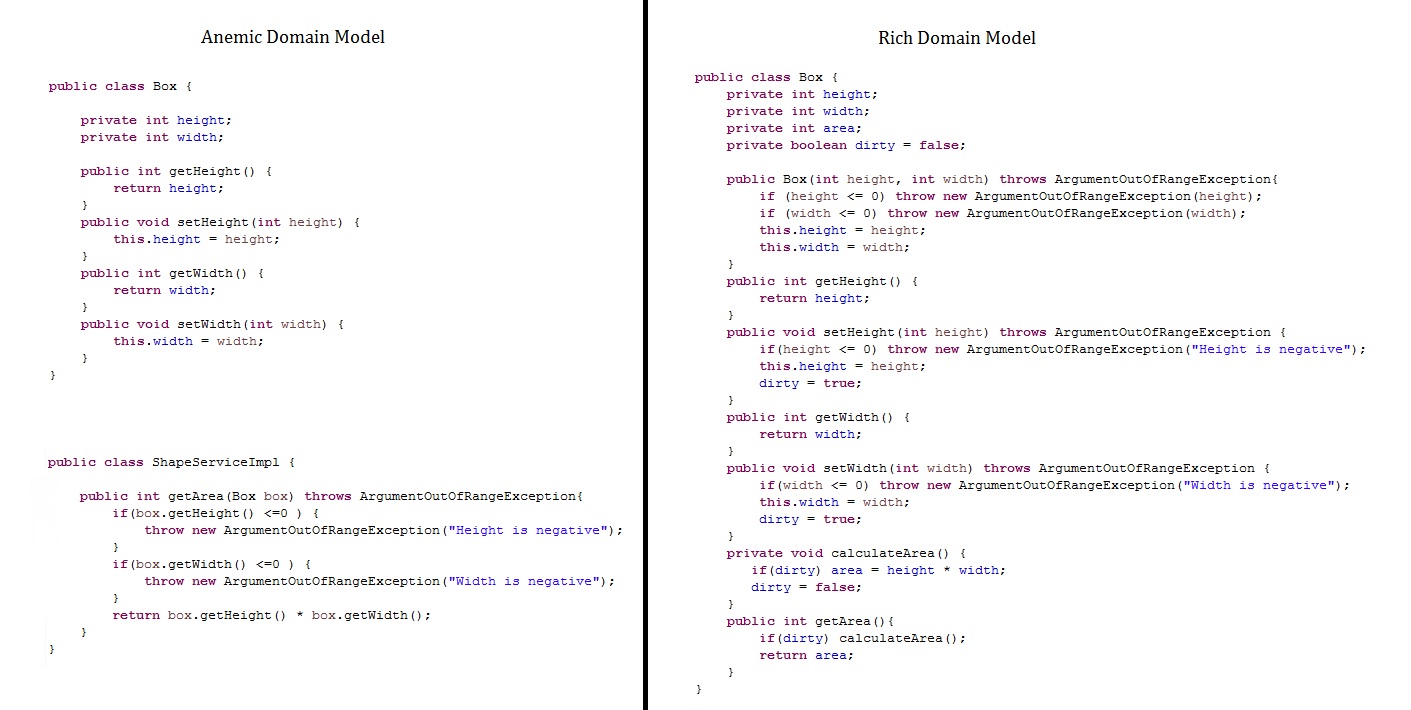 Anemic Domain Model
public class Box {
private int height;
private int width;
public int getHeight() {
return height;
}
public void setHeight(int height) {
this.height = height;
}
public int getWidth() {
return width;
}
public void setWidth(int width) {
this.width = width;
}
}
public class ShapeServiceImpl {
public int getArea(Box box) throws ArgumentOutOfRangeException{
if(box.getHeight() <=0 ) {
throw new ArgumentOutOfRangeException("Height is negative");
}
if(box.getWidth() <=0 ) {
throw new ArgumentOutOfRangeException("Width is negative");
}
return box.getHeight() * box.getWidth();
}
}
Rich Domain Model
public class Box {
private int height;
private int width;
private int area;
private boolean dirty = false;
public Box(int height, int width) throws ArgumentOutOfRangeException{
if (height <= 0) throw new ArgumentOutOfRangeException(height);
if (width <= 0) throw new ArgumentOutOfRangeException(width);
this.height = height;
this.width = width;
}
public int getHeight() {
return height;
}
public void setHeight(int height) throws ArgumentOutOfRangeException {
if(height <= 0) throw new ArgumentOutOfRangeException("Height is negative");
this.height = height;
dirty = true;
}
public int getWidth() {
return width;
}
public void setWidth(int width) throws ArgumentOutOfRangeException {
if(width <= 0) throw new ArgumentOutOfRangeException("Width is negative");
this.width = width;
dirty = true;
}
private void calculateArea() {
if(dirty) area = height * width;
dirty = false;
}
public int getArea(){
if(dirty) calculateArea();
return area;
}
}